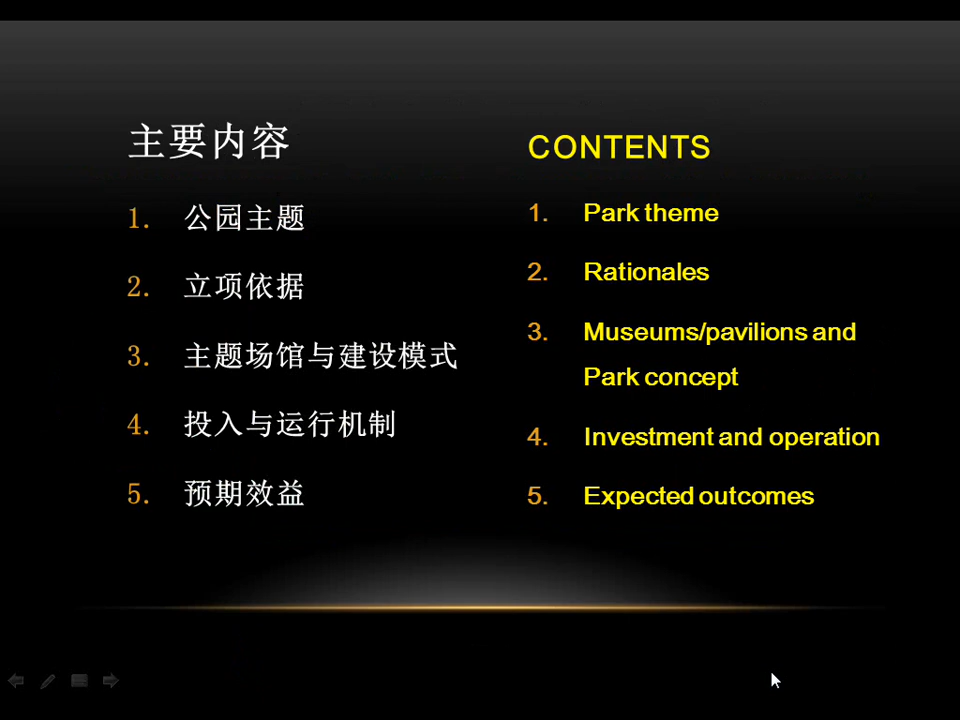 主要内容
1. 公园主题
2. 立项依据
3. 主题场馆与建设模式
4. 投入与运行机制
5. 预期效益
CONTENTS
1. Park theme
2. Rationales
3. Museums/pavilions and
Park concept
4. Investment and operation
5. Expected outcomes